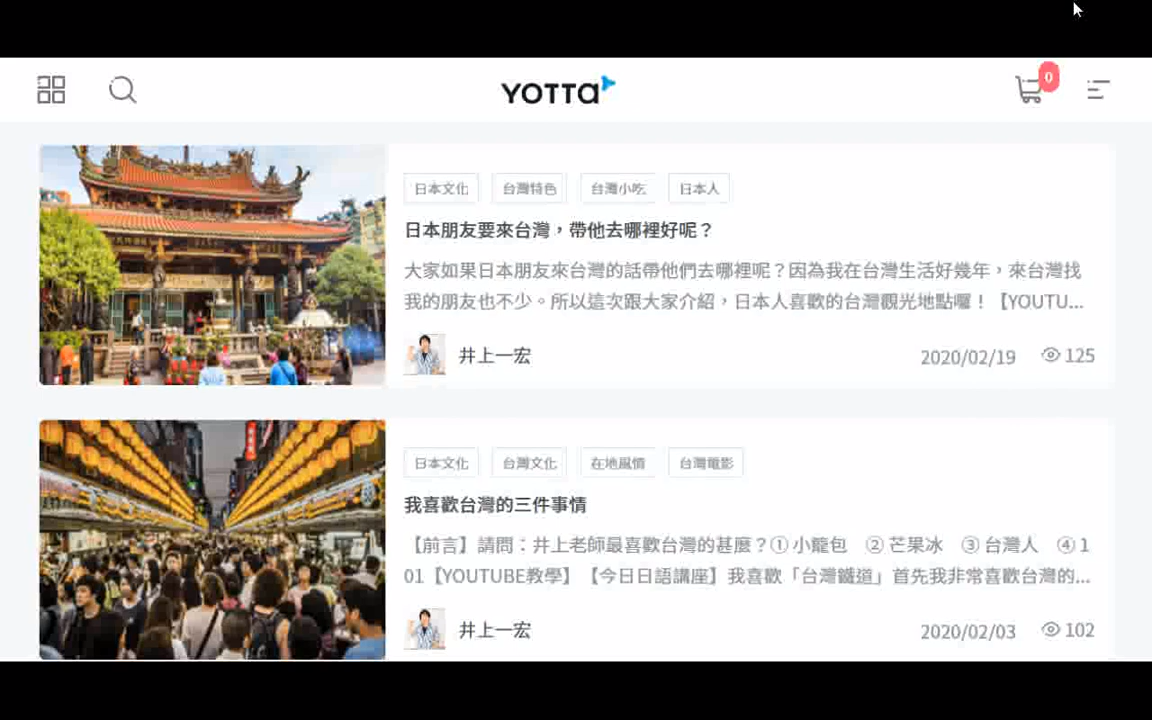 YOTTA
0
日本文化 台灣特色 台灣小吃 日本人
日本朋友要來台灣，帶他去哪裡好呢？
大家如果日本朋友來台灣的話帶他們去哪裡呢？因為我在台灣生活好幾年，來台灣找
我的朋友也不少。所以這次跟大家介紹，日本人喜歡的台灣觀光地點喔！【YOUTU...
井上一宏
2020/02/19 125
日本文化 台灣文化 在地風情 台灣電影
我喜歡台灣的三件事情
【前言】請問：井上老師最喜歡台灣的甚麼？① 小籠包　② 芒果冰　③ 台灣人　④ 1
01【YOUTUBE教學】【今日日語講座】我喜歡「台灣鐵道」首先我非常喜歡台灣的...
井上一宏
2020/02/03 102